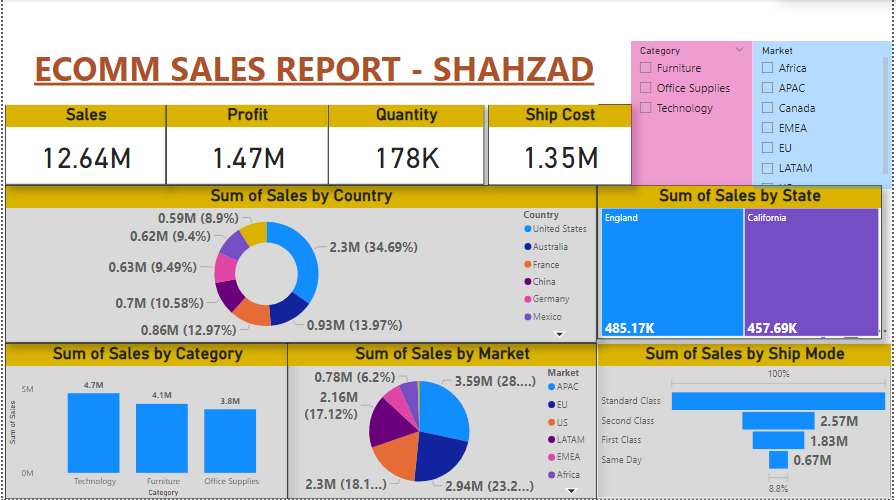 ECOMM SALES REPORT - SHAHZAD
Category
Furniture
Office Supplies
Technology
Market
Africa
APAC
Canada
EMEA
EU
LATAM
Sales
12.64M
Profit
1.47M
Quantity
178K
Ship Cost
1.35M
Sum of Sales by Country
0.59M (8.9%)
0.62M (9.4%)
0.63M (9.49%)
0.7M (10.58%)
0.86M (12.97%)
2.3M (34.69%)
0.93M (13.97%)
Country
United States
Australia
France
China
Germany
Mexico
Sum of Sales by State
England
485.17K
California
457.69K
Sum of Sales by Category
Sum of Sales
5M
0M
4.7M
4.1M
3.8M
Technology
Furniture
Office Supplies
Category
Sum of Sales by Market
0.78M (6.2%)
2.16M
(17.12%)
2.3M (18.1...)
3.59M (28....)
2.94M (23.2...)
Market
APAC
EU
US
LATAM
EMEA
Africa
Sum of Sales by Ship Mode
100%
Standard Class
Second Class
2.57M
First Class
1.83M
Same Day
0.67M
8.8%